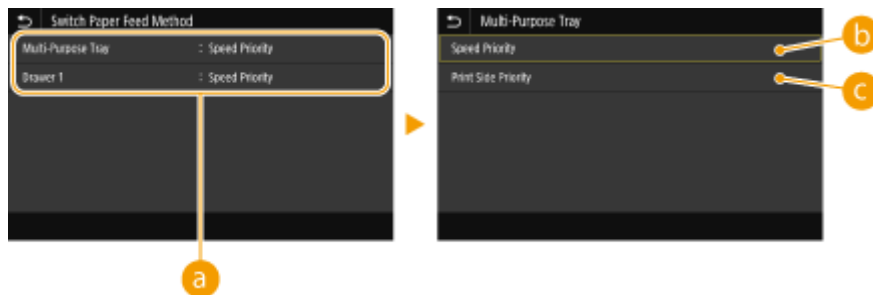 Switch Paper Feed Method
Multi-Purpose Tray : Speed Priority
Drawer 1 : Speed Priority
a
Multi-Purpose Tray
Speed Priority
Print Side Priority
b
c